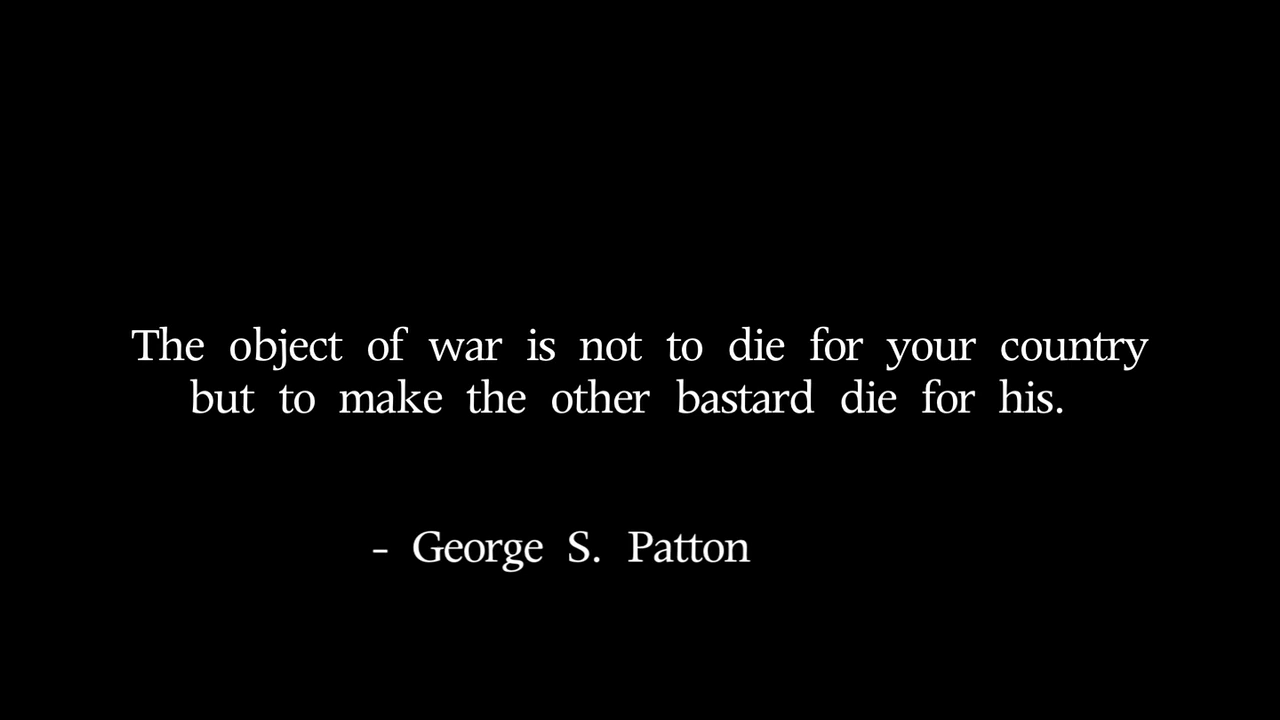 The object of war is not to die for your country
but to make the other bastard die for his.
- George S. Patton